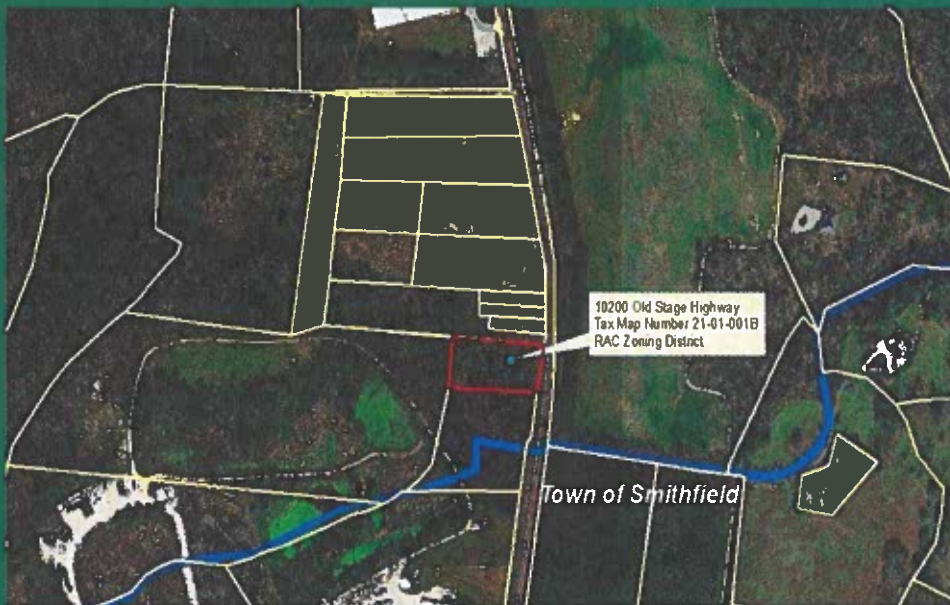 10200 Old Stage Highway
Tax Map Number 21-01-001B
RAC Zoning District
Town of Smithfield